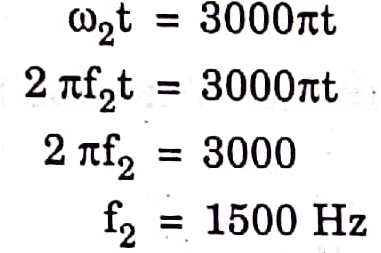 ω₂t = 3000πt
2 πf₂t = 3000πt
2 πf₂ = 3000
f₂ = 1500 Hz